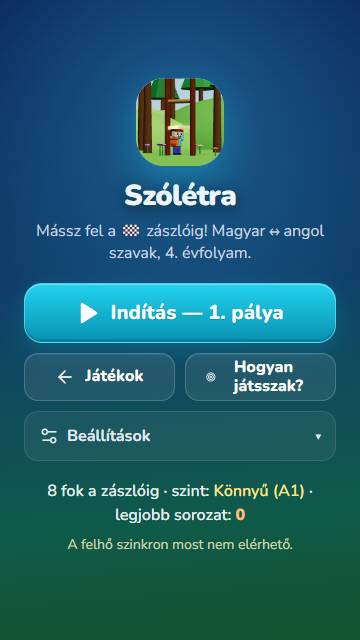 Szólétra
Mássz fel a 🏁 zászlóig! Magyar ↔ angol
szavak, 4. évfolyam.
Indítás — 1. pálya
Játékok
Hogyan
játsszak?
Beállítások
8 fok a zászlóig · szint: Könnyű (A1) ·
legjobb sorozat: 0
A felhő szinkron most nem elérhető.